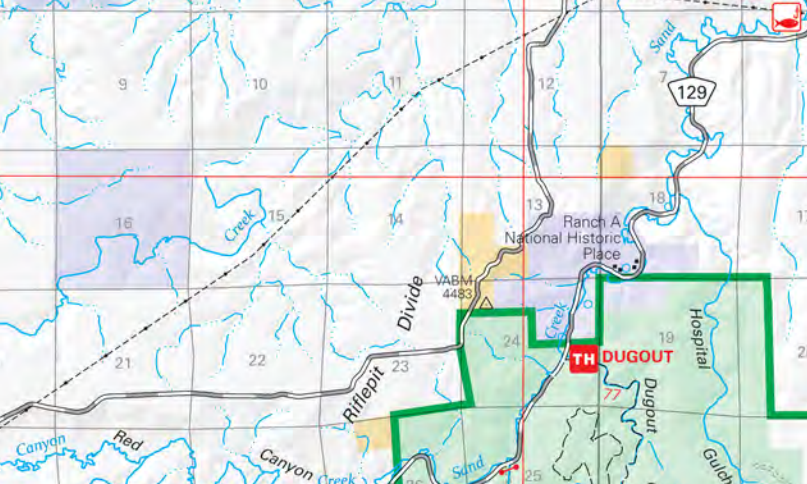 Sand
129
7
9
10
11
12
Creek
16
15
14
13
18
17
Ranch A
National Historic
Place
VABM
4483
Divide
Creek
Hospital
24
19
21
22
23
TH DUGOUT
Riflepit
77
Dugout
Canyon
Red
Canyon
Creek
Sand
25
26
Gulch